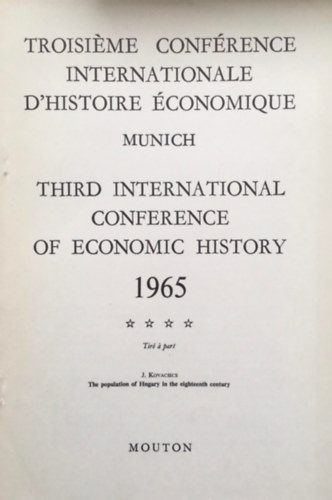 TROISIÈME CONFÉRENCE
INTERNATIONALE
D'HISTOIRE ÉCONOMIQUE
MUNICH
THIRD INTERNATIONAL
CONFERENCE
OF ECONOMIC HISTORY
1965
☆ ☆ ☆ ☆
Tiré à part
J. KOVACSICS
The population of Hngary in the eighteenth century
MOUTON